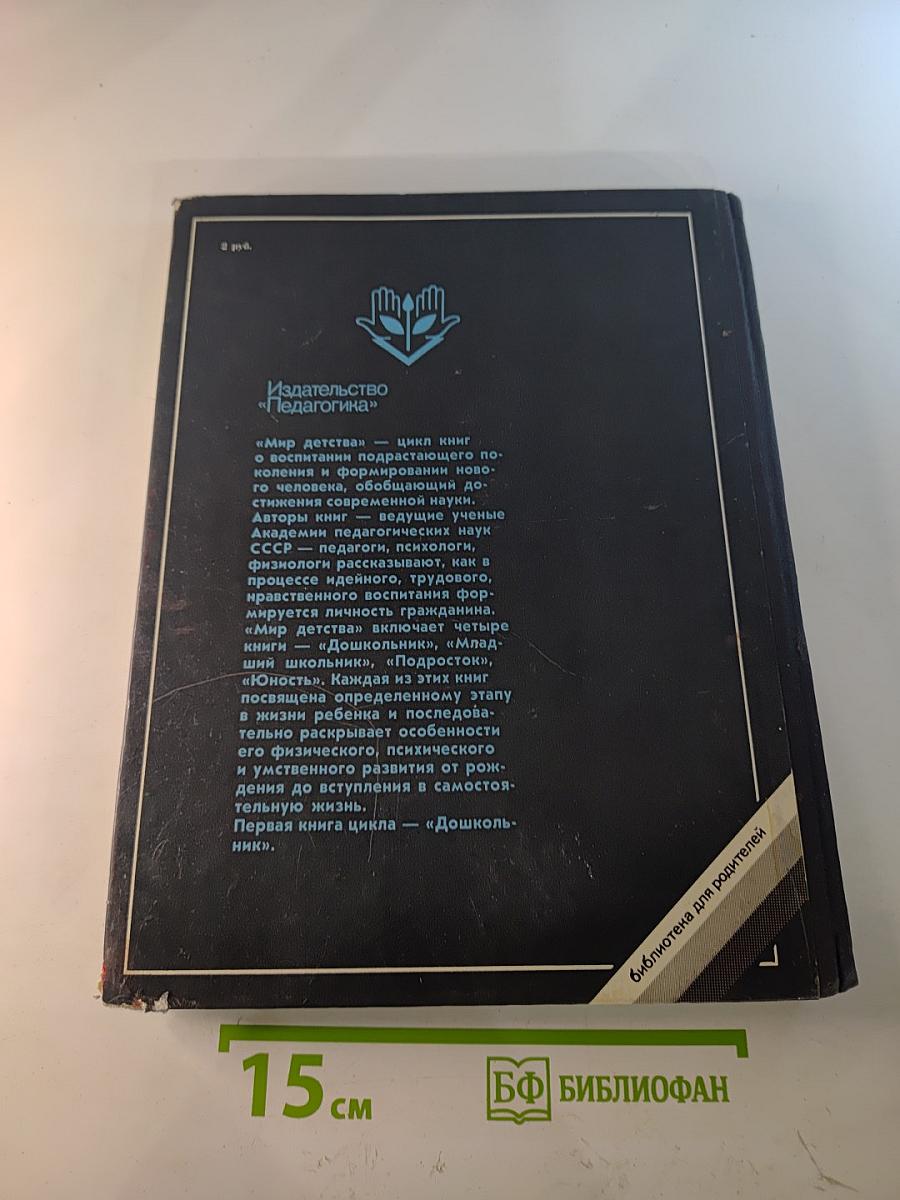 2 руб.
Издательство
«Педагогика»
«Мир детства» — цикл книг
о воспитании подрастающего по-
коления и формировании ново-
го человека, обобщающий до-
стижения современной науки.
Авторы книг — ведущие ученые
Академии педагогических наук
СССР — педагоги, психологи,
физиологи рассказывают, как в
процессе идейного, трудового,
нравственного воспитания фор-
мируется личность гражданина.
«Мир детства» включает четыре
книги — «Дошкольник», «Млад-
ший школьник», «Подросток»,
«Юность». Каждая из этих книг
посвящена определенному этапу
в жизни ребенка и последова-
тельно раскрывает особенности
его физического, психического
и умственного развития от рож-
дения до вступления в самостоя-
тельную жизнь.
Первая книга цикла — «Дошколь-
ник».
библиотека для родителей
15 см
БФ БИБЛИОФАН